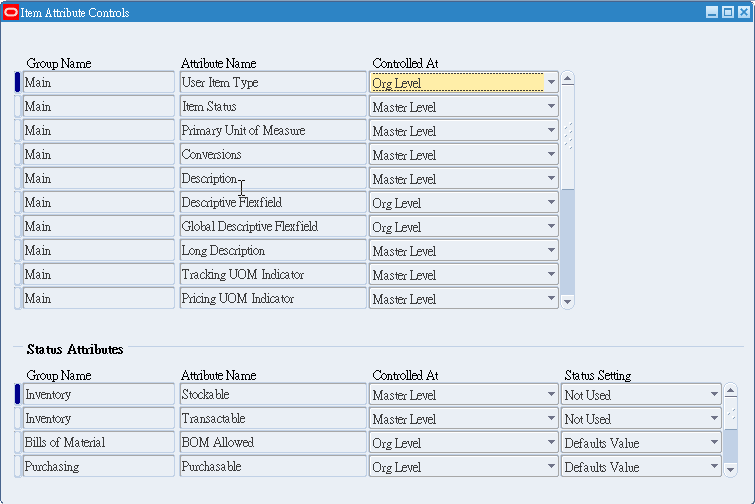 Item Attribute Controls
Group Name Attribute Name Controlled At
Main User Item Type Org Level
Main Item Status Master Level
Main Primary Unit of Measure Master Level
Main Conversions Master Level
Main Description Master Level
Main Descriptive Flexfield Org Level
Main Global Descriptive Flexfield Org Level
Main Long Description Master Level
Main Tracking UOM Indicator Master Level
Main Pricing UOM Indicator Master Level
Status Attributes
Group Name Attribute Name Controlled At Status Setting
Inventory Stockable Master Level Not Used
Inventory Transactable Master Level Not Used
Bills of Material BOM Allowed Org Level Defaults Value
Purchasing Purchasable Org Level Defaults Value